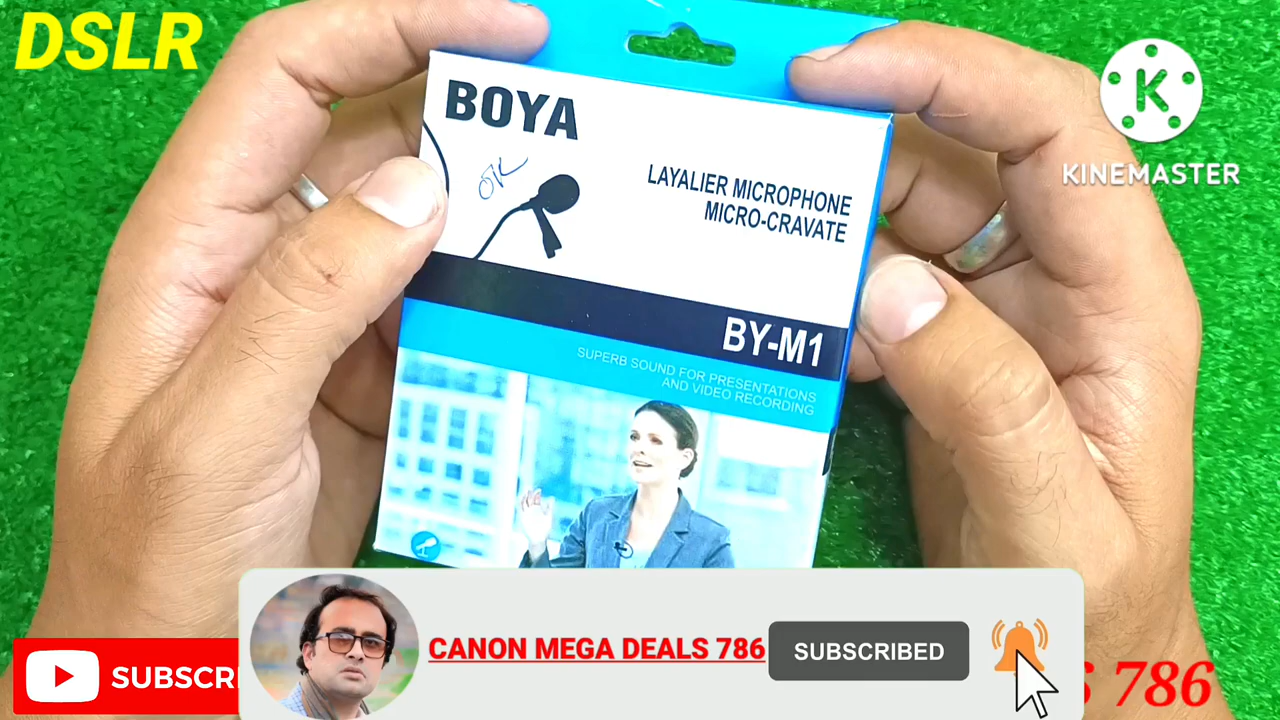 DSLR
KINEMASTER
BOYA
OK
LAYALIER MICROPHONE
MICRO-CRAVATE
BY-M1
SUPERB SOUND FOR PRESENTATIONS
AND VIDEO RECORDING
CANON MEGA DEALS 786
SUBSCRIBED
786